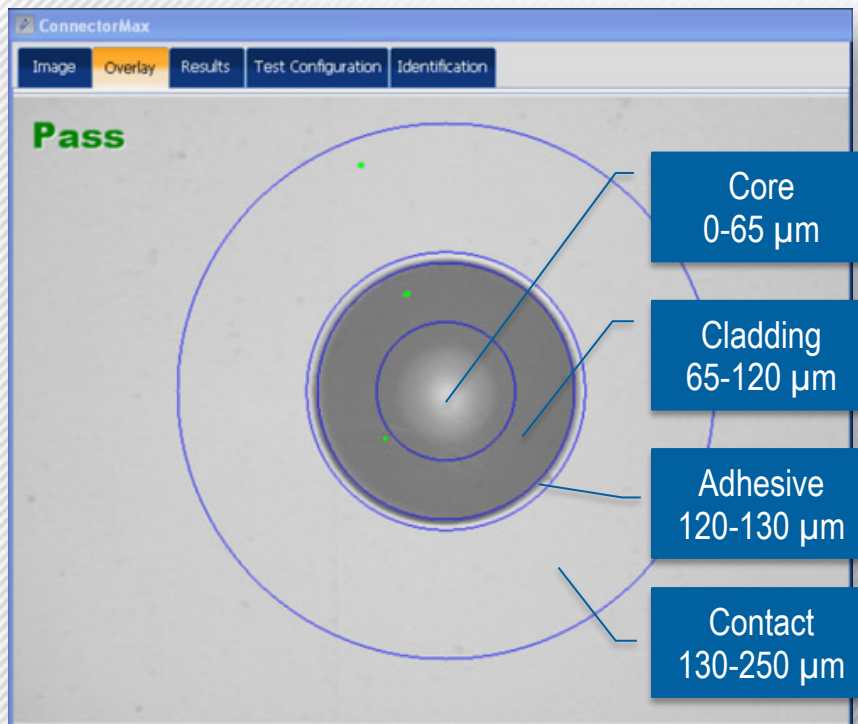 ConnectorMax
Image Overlay Results Test Configuration Identification
Pass
Core
0-65 µm
Cladding
65-120 µm
Adhesive
120-130 µm
Contact
130-250 µm